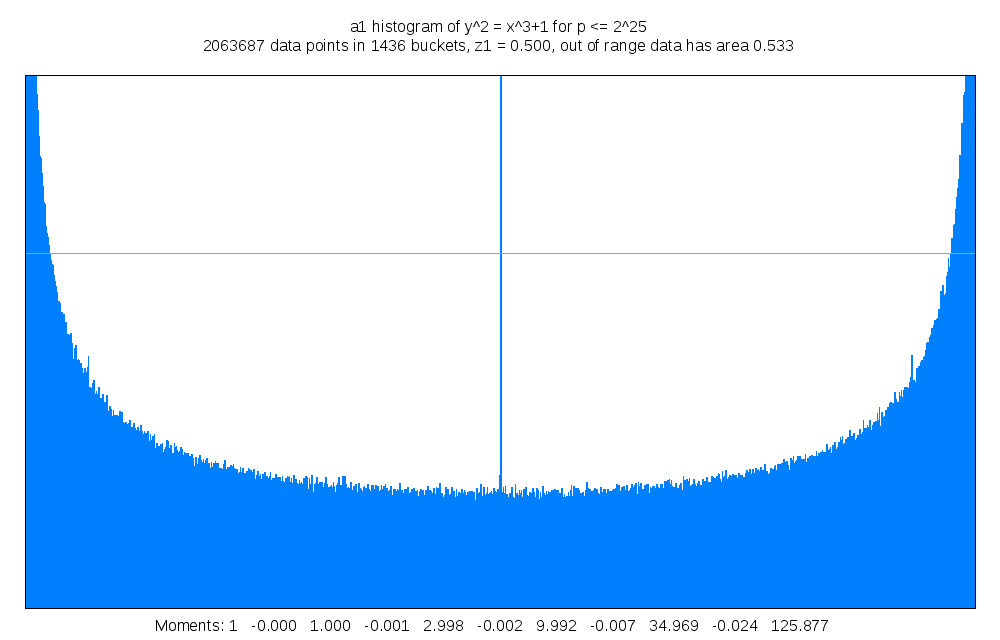 a1 histogram of y^2 = x^3+1 for p <= 2^25
2063687 data points in 1436 buckets, z1 = 0.500, out of range data has area 0.533
Moments: 1 -0.000 1.000 -0.001 2.998 -0.002 9.992 -0.007 34.969 -0.024 125.877